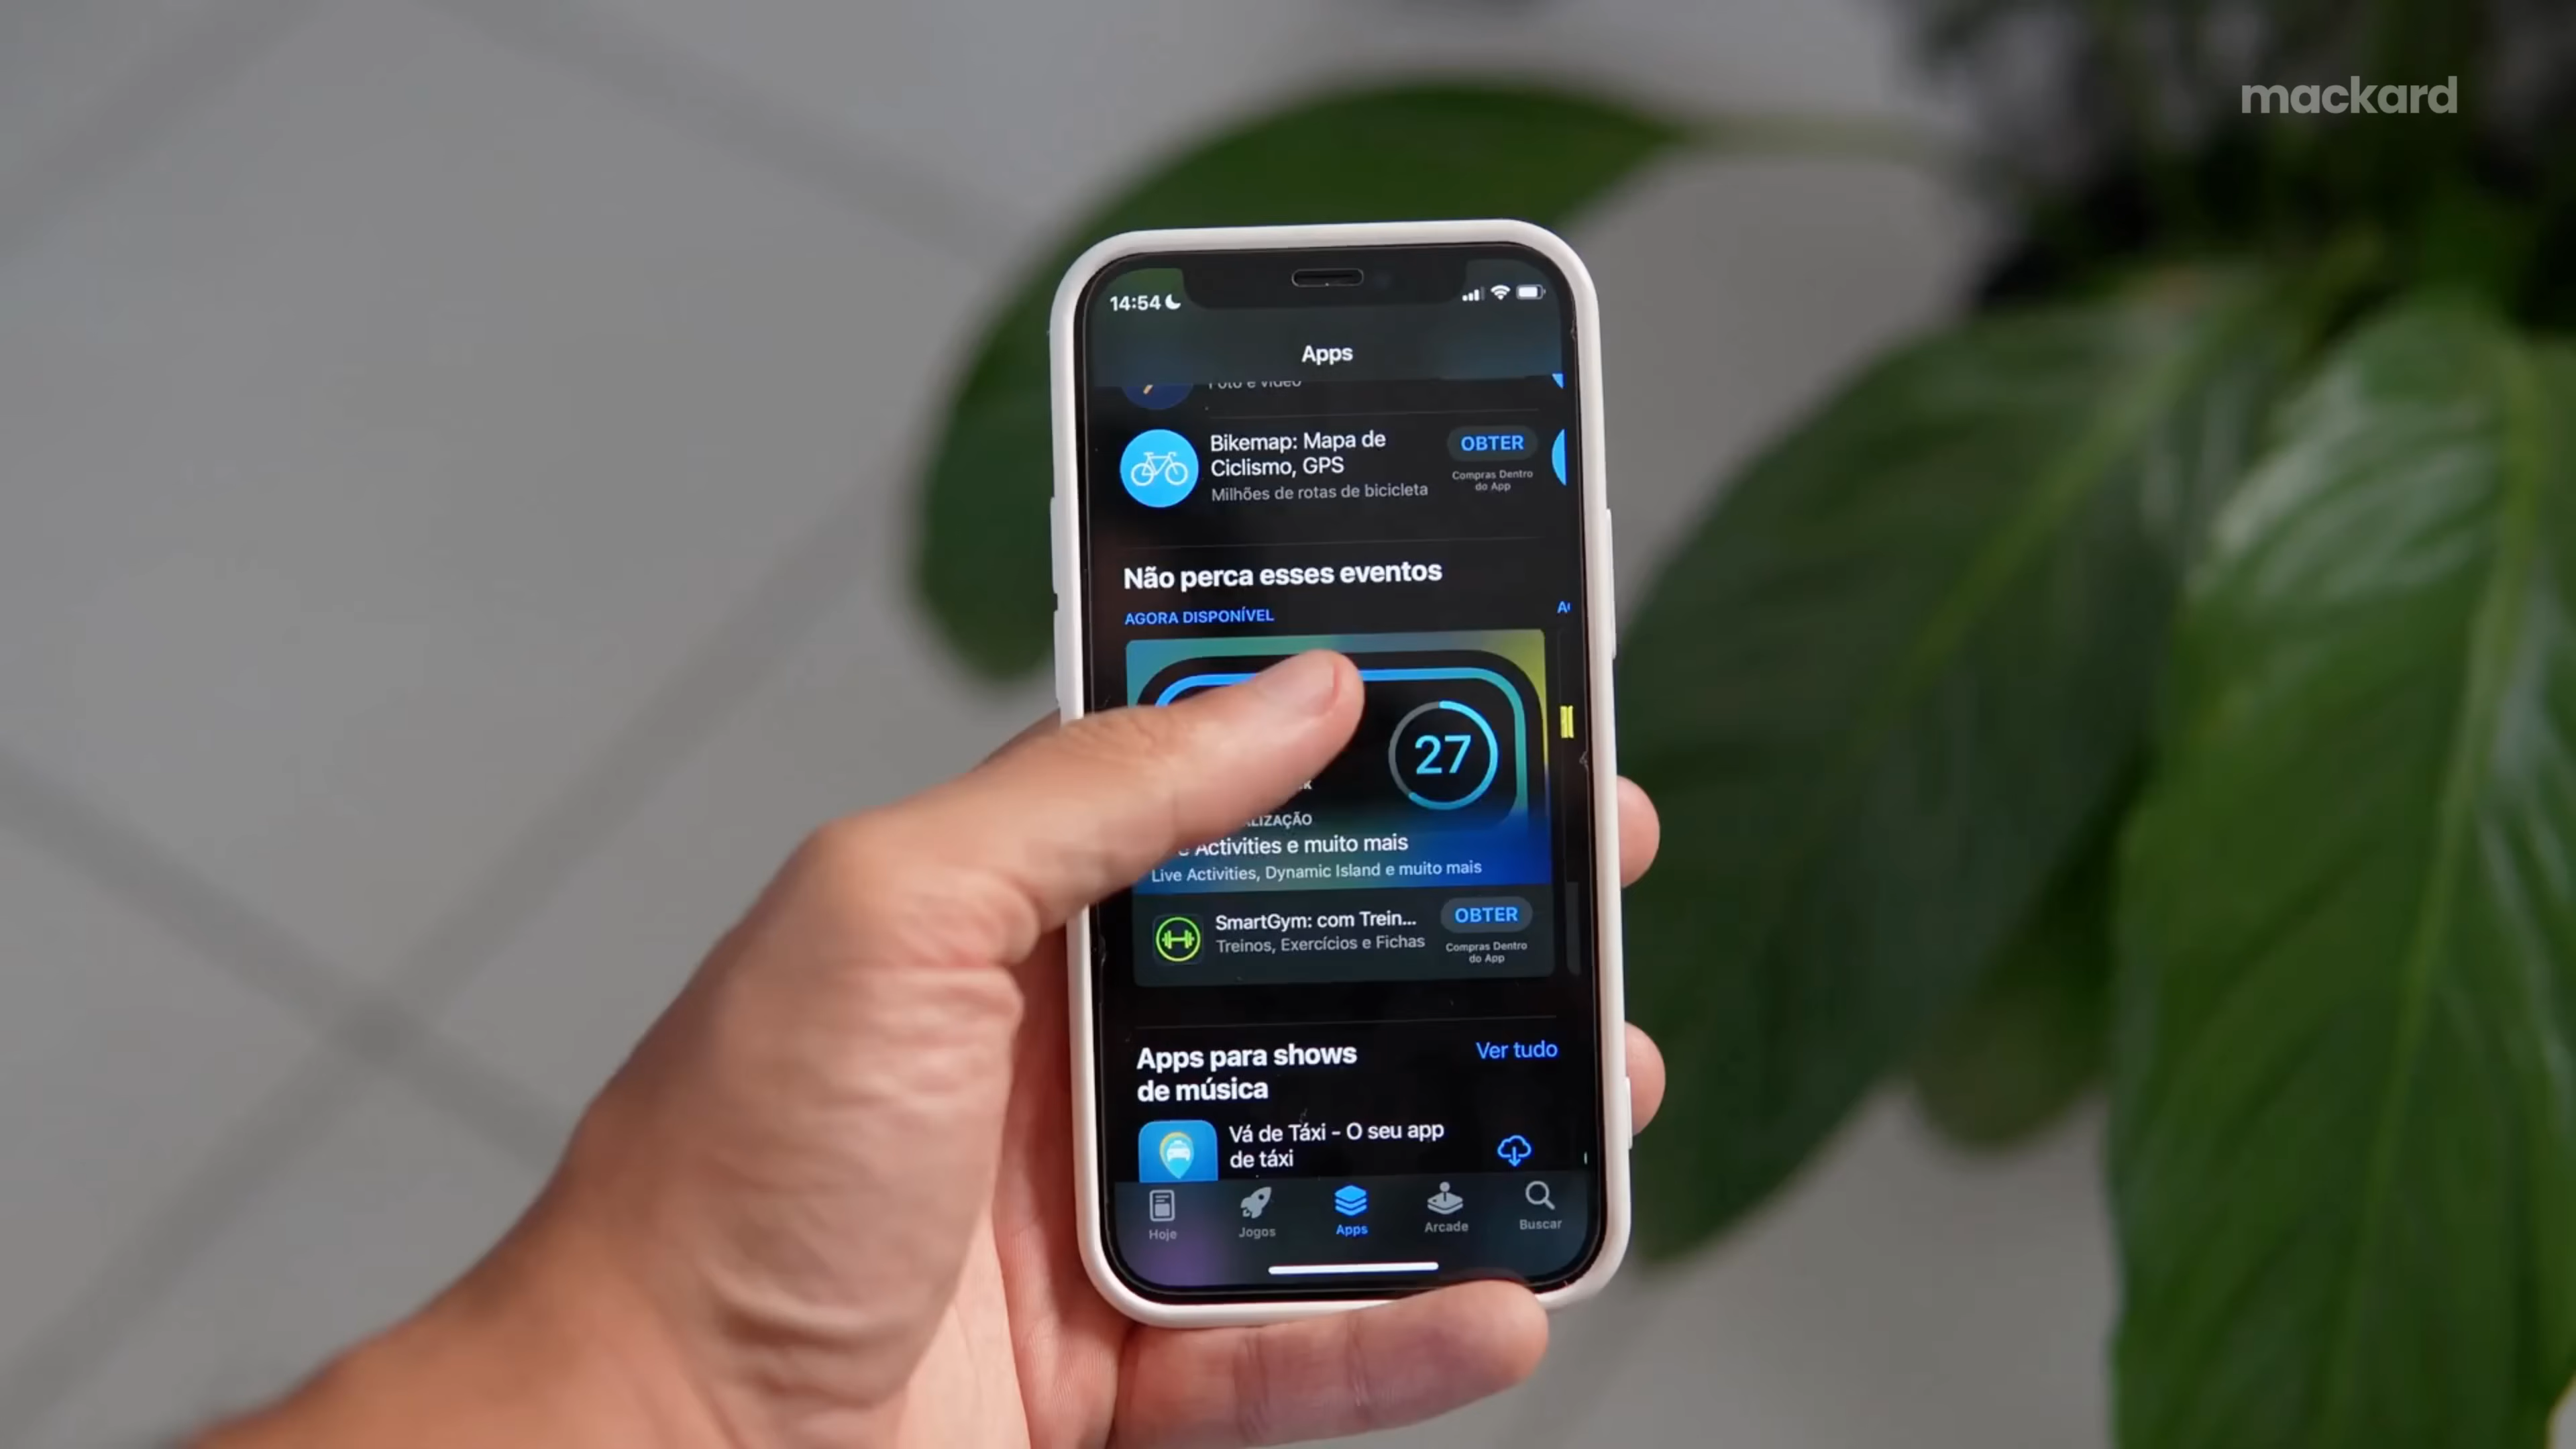 mackard
14:54
Apps
Foto e vídeo
Bikemap: Mapa de
Ciclismo, GPS
Milhões de rotas de bicicleta
OBTER
Compras Dentro
do App
Não perca esses eventos
AGORA DISPONÍVEL
27
Activities e muito mais
Live Activities, Dynamic Island e muito mais
SmartGym: com Trein...
Treinos, Exercícios e Fichas
OBTER
Compras Dentro
do App
Apps para shows
de música
Ver tudo
Vá de Táxi - O seu app
de táxi
Hoje
Jogos
Apps
Arcade
Buscar